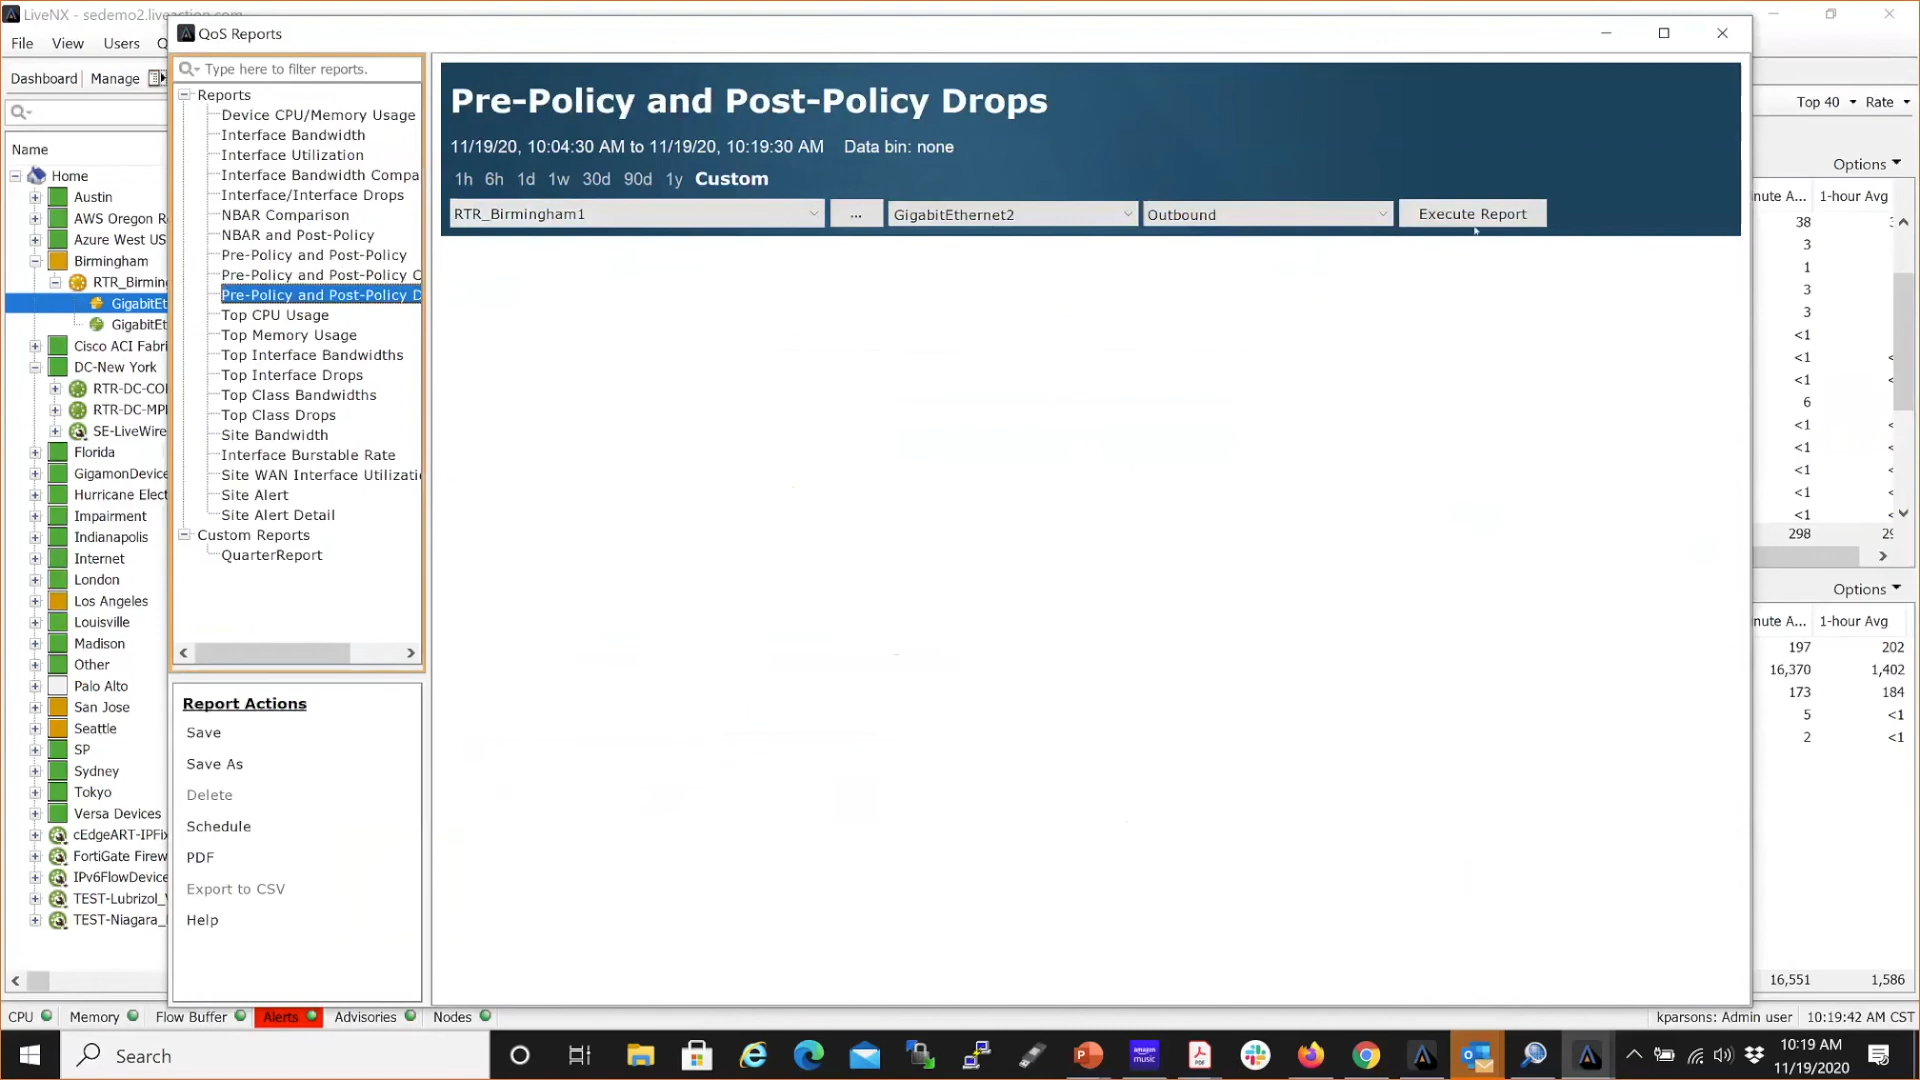 LiveNX - sedemo2.liveaction.com
File View Users Q
Dashboard Manage
Name
Home
Austin
AWS Oregon R
Azure West US
Birmingham
RTR_Birmin
GigabitEt
GigabitEt
Cisco ACI Fabri
DC-New York
RTR-DC-CO
RTR-DC-MP
SE-LiveWire
Florida
GigamonDevice
Hurricane Elect
Impairment
Indianapolis
Internet
London
Los Angeles
Louisville
Madison
Other
Palo Alto
San Jose
Seattle
SP
Sydney
Tokyo
Versa Devices
cEdgeART-IPFix
FortiGate Firew
IPv6FlowDevice
TEST-Lubrizol_
TEST-Niagara_
QoS Reports
Type here to filter reports.
Reports
Device CPU/Memory Usage
Interface Bandwidth
Interface Utilization
Interface Bandwidth Compa
Interface/Interface Drops
NBAR Comparison
NBAR and Post-Policy
Pre-Policy and Post-Policy
Pre-Policy and Post-Policy C
Pre-Policy and Post-Policy D
Top CPU Usage
Top Memory Usage
Top Interface Bandwidths
Top Interface Drops
Top Class Bandwidths
Top Class Drops
Site Bandwidth
Interface Burstable Rate
Site WAN Interface Utilizati
Site Alert
Site Alert Detail
Custom Reports
QuarterReport
Report Actions
Save
Save As
Delete
Schedule
PDF
Export to CSV
Help
Pre-Policy and Post-Policy Drops
11/19/20, 10:04:30 AM to 11/19/20, 10:19:30 AM Data bin: none
1h 6h 1d 1w 30d 90d 1y Custom
RTR_Birmingham1 ... GigabitEthernet2 Outbound Execute Report
Top 40 Rate
Options
nute A... 1-hour Avg
38
3
1
3
3
<1
<1
<1
6
<1
<1
<1
<1
<1
298
Options
nute A... 1-hour Avg
197 202
16,370 1,402
173 184
5 <1
2 <1
16,551 1,586
CPU Memory Flow Buffer Alerts Advisories Nodes
kparsons: Admin user 10:19:42 AM CST
Search
amazon music
10:19 AM
11/19/2020